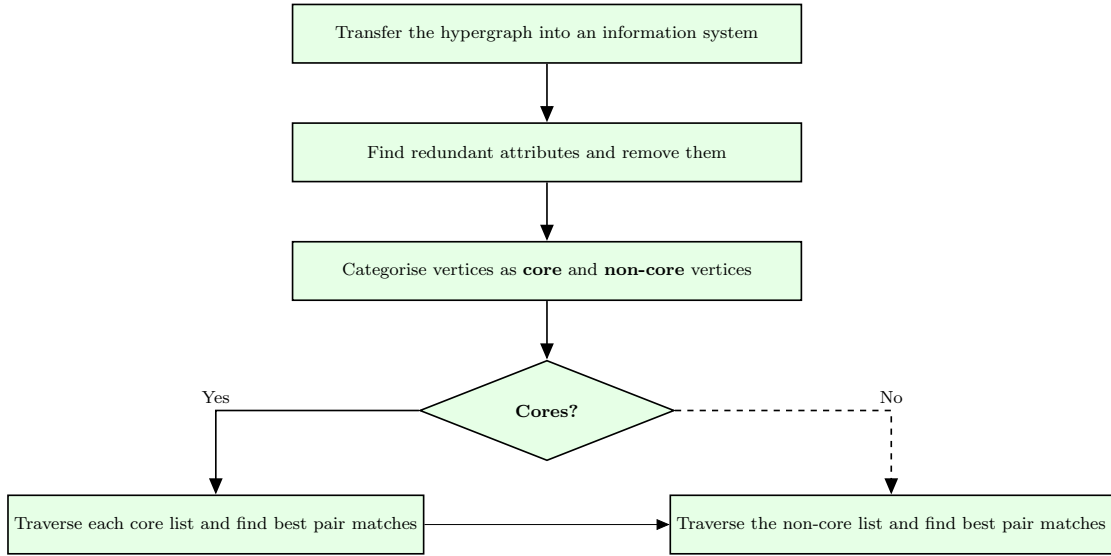 Transfer the hypergraph into an information system
Find redundant attributes and remove them
Categorise vertices as core and non-core vertices
Cores?
Yes
No
Traverse each core list and find best pair matches
Traverse the non-core list and find best pair matches